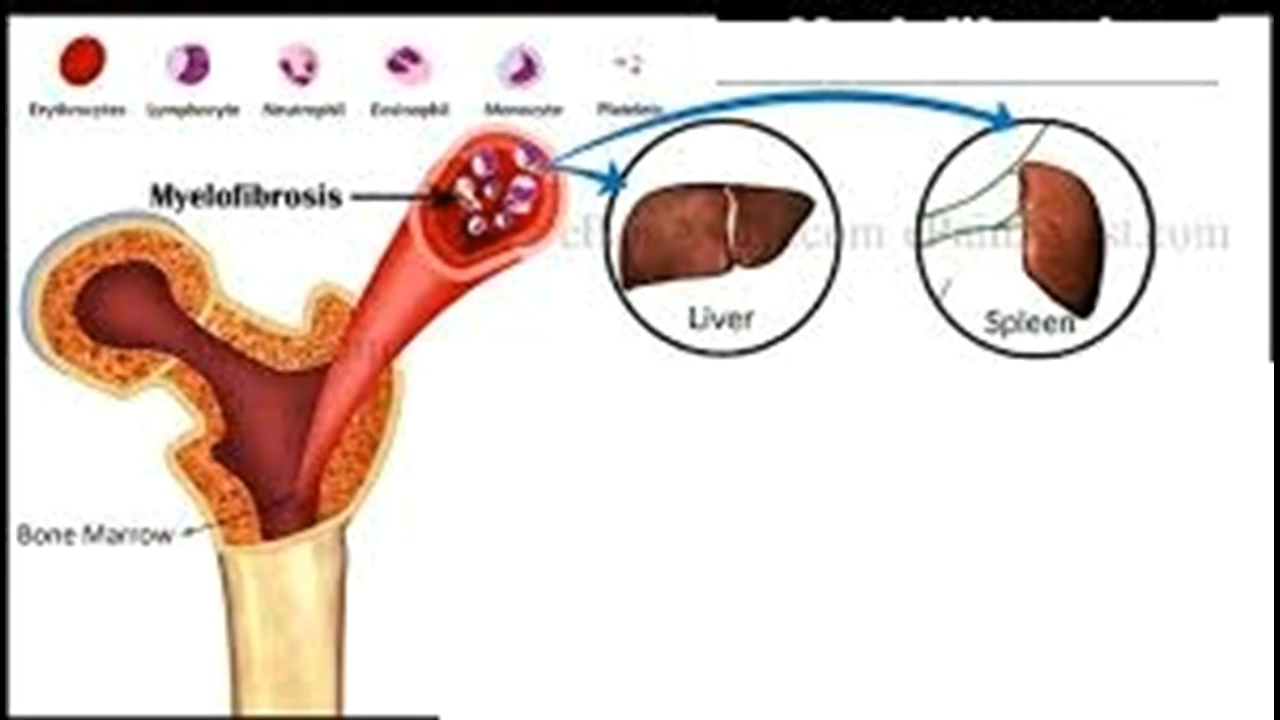 Erythrocytes Lymphocyte Neutrophil Eosinophil Monocyte Platelets
Myelofibrosis
Liver
Spleen
Bone Marrow